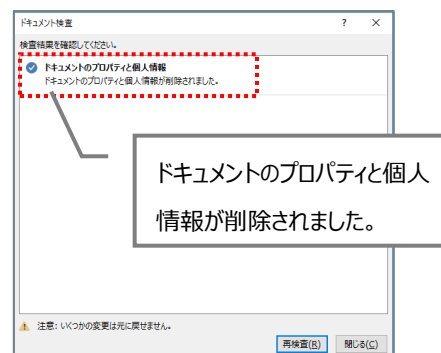 ドキュメント検査
検査結果を確認してください。
ドキュメントのプロパティと個人情報
ドキュメントのプロパティと個人情報が削除されました。
ドキュメントのプロパティと個人
情報が削除されました。
注意: いくつかの変更は元に戻せません。
再検査(R) 閉じる(C)